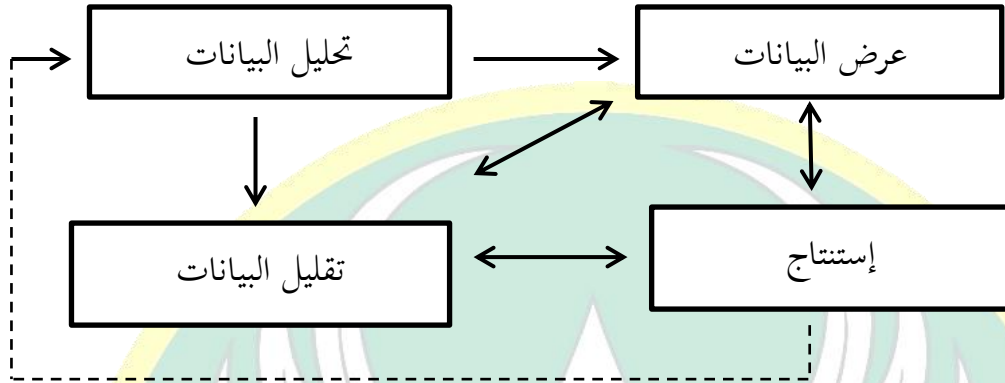 تحليل البيانات
عرض البيانات
تقليل البيانات
إستنتاج